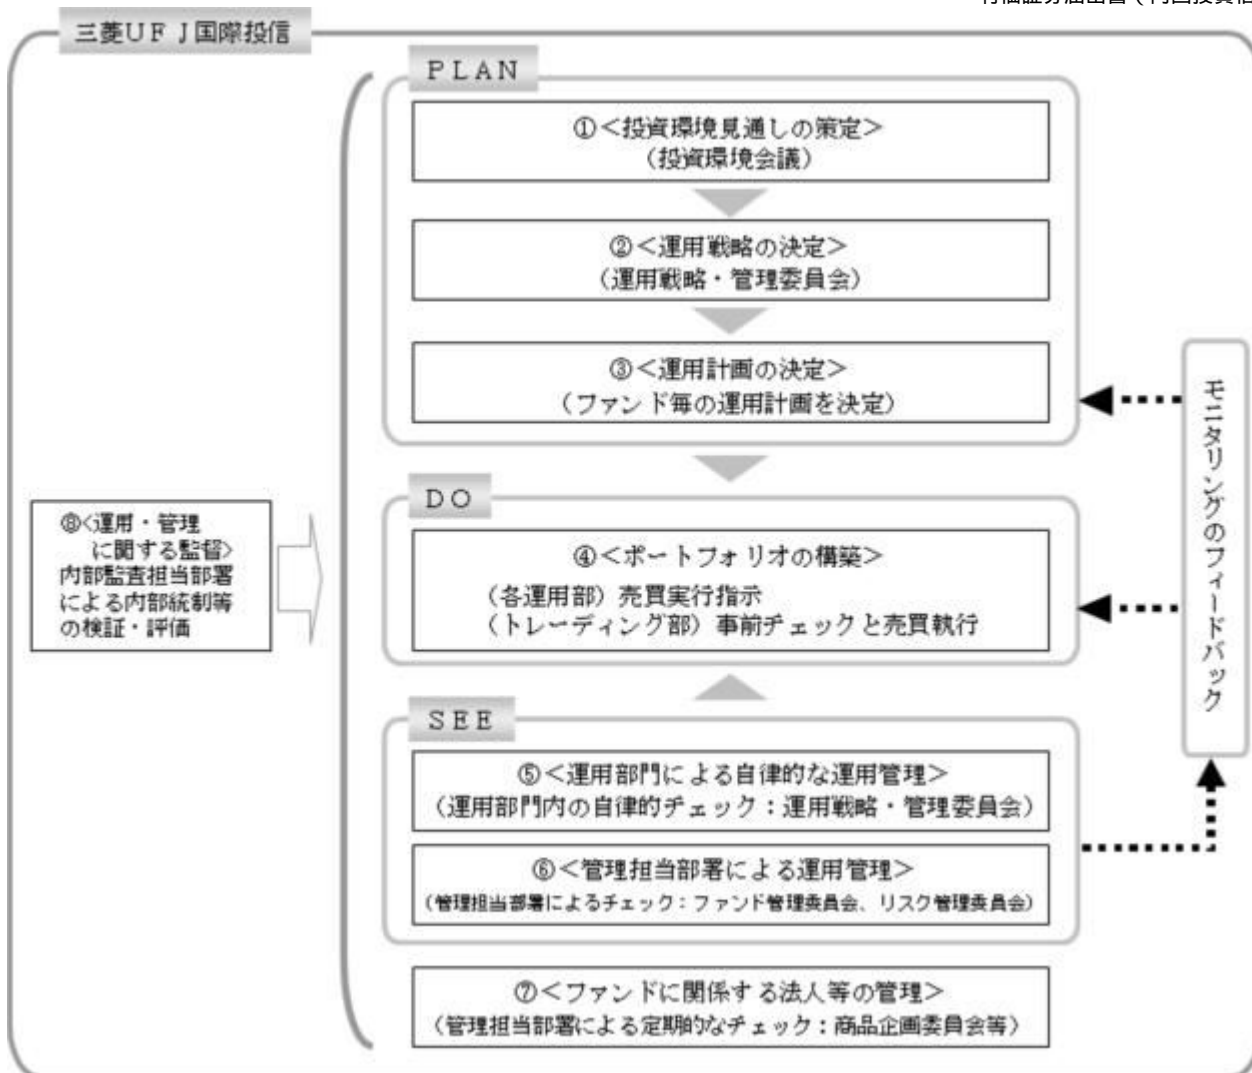 三菱ＵＦＪ国際投信
ＰＬＡＮ
①＜投資環境見通しの策定＞
（投資環境会議）
②＜運用戦略の決定＞
（運用戦略・管理委員会）
③＜運用計画の決定＞
（ファンド毎の運用計画を決定）
ＤＯ
④＜ポートフォリオの構築＞
（各運用部）売買実行指示
（トレーディング部）事前チェックと売買執行
ＳＥＥ
⑤＜運用部門による自律的な運用管理＞
（運用部門内の自律的チェック：運用戦略・管理委員会）
⑥＜管理担当部署による運用管理＞
（管理担当部署によるチェック：ファンド管理委員会、リスク管理委員会）
⑦＜ファンドに関係する法人等の管理＞
（管理担当部署による定期的なチェック：商品企画委員会等）
⑧<運用・管理
に関する監督>
内部監査担当部署
による内部統制等
の検証・評価
モニタリングのフィードバック